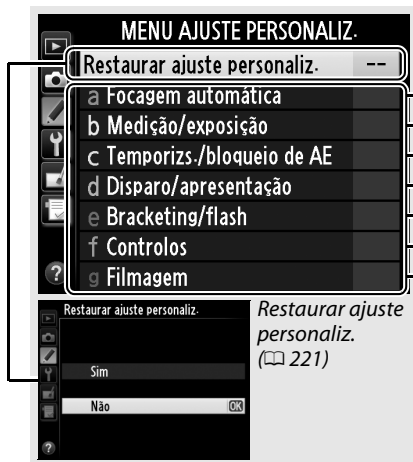 MENU AJUSTE PERSONALIZ.
Restaurar ajuste personaliz. --
a Focagem automática
b Medição/exposição
c Temporizs./bloqueio de AE
d Disparo/apresentação
e Bracketing/flash
f Controlos
g Filmagem
?
Restaurar ajuste personaliz.
Sim
Não OK
?
Restaurar ajuste
personaliz.
(🕮 221)